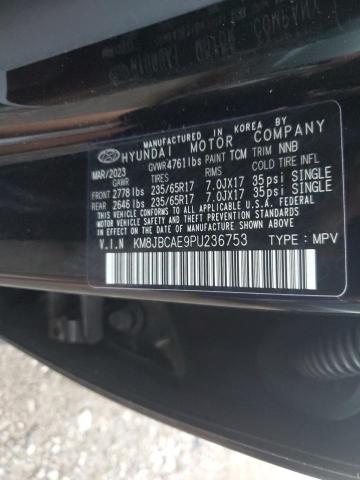 MANUFACTURED IN KOREA BY
HYUNDAI MOTOR COMPANY
MAR/2023 GVWR 4761lbs PAINT TCM TRIM NNB
GAWR TIRES RIMS COLD TIRE INFL
FRONT 2778lbs 235/65R17 7.0JX17 35psi SINGLE
REAR 2646lbs 235/65R17 7.0JX17 35psi SINGLE
THIS VEHICLE CONFORMS TO ALL APPLICABLE U.S.A. FEDERAL
MOTOR VEHICLE SAFETY STANDARDS IN EFFECT ON THE DATE OF
MANUFACTURE SHOWN ABOVE.
V.I.N KM8JBCAE9PU236753 TYPE : MPV